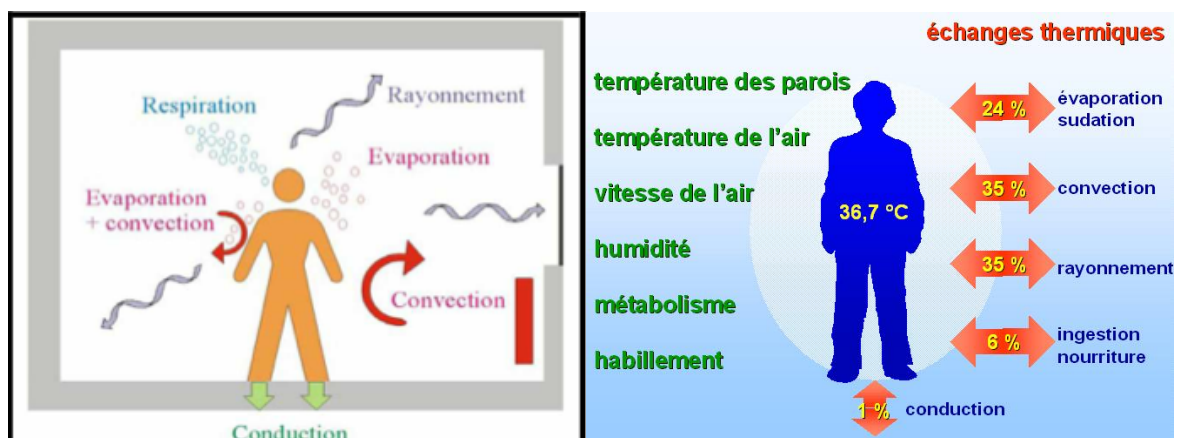 Respiration
Rayonnement
Evaporation
Evaporation
+ convection
Convection
Conduction
échanges thermiques
température des parois
température de l'air
vitesse de l'air
humidité
métabolisme
habillement
36,7 °C
24 %
évaporation
sudation
35 %
convection
35 %
rayonnement
6 %
ingestion
nourriture
1 %
conduction